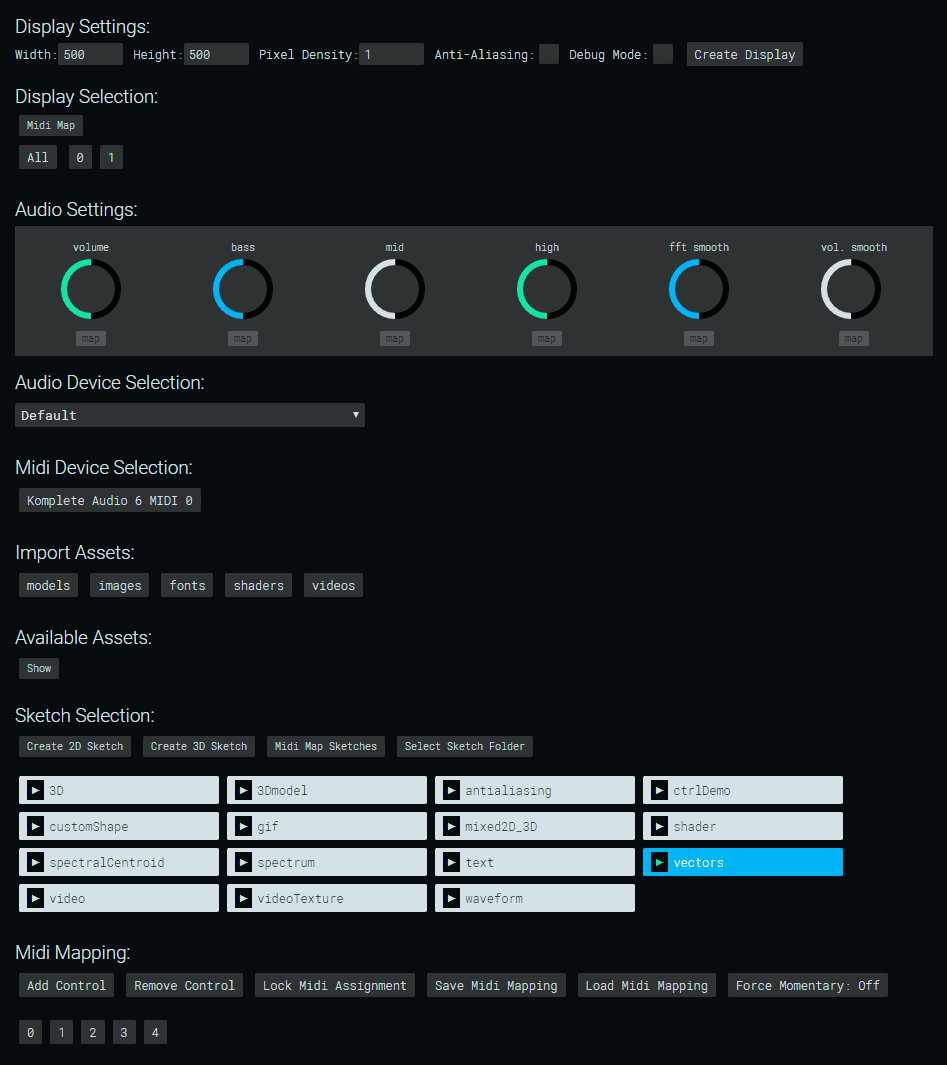 Display Settings:
Width: 500 Height: 500 Pixel Density: 1 Anti-Aliasing: Debug Mode: Create Display
Display Selection:
Midi Map
All 0 1
Audio Settings:
volume bass mid high fft smooth vol. smooth
map map map map map map
Audio Device Selection:
Default
Midi Device Selection:
Komplete Audio 6 MIDI 0
Import Assets:
models images fonts shaders videos
Available Assets:
Show
Sketch Selection:
Create 2D Sketch Create 3D Sketch Midi Map Sketches Select Sketch Folder
3D 3Dmodel antialiasing ctrlDemo
customShape gif mixed2D_3D shader
spectralCentroid spectrum text vectors
video videoTexture waveform
Midi Mapping:
Add Control Remove Control Lock Midi Assignment Save Midi Mapping Load Midi Mapping Force Momentary: Off
0 1 2 3 4